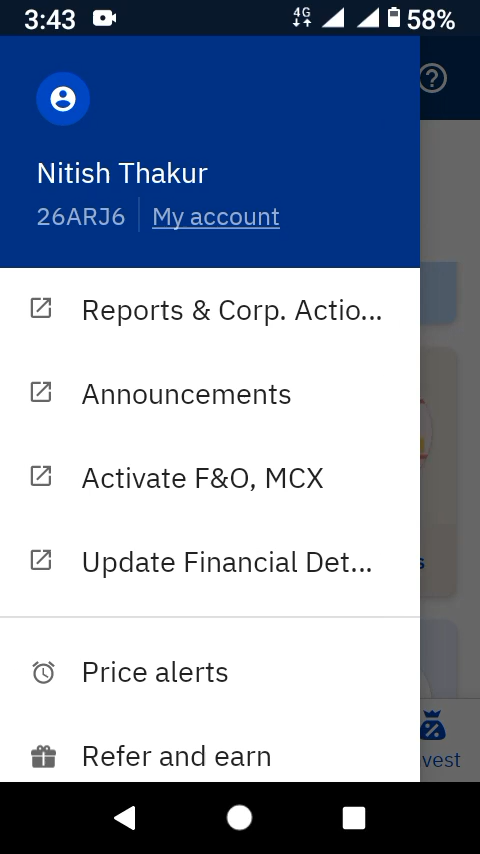 3:43 4G 58%
Nitish Thakur
26ARJ6 My account
Reports & Corp. Actio...
Announcements
Activate F&O, MCX
Update Financial Det...
Price alerts
Refer and earn
vest